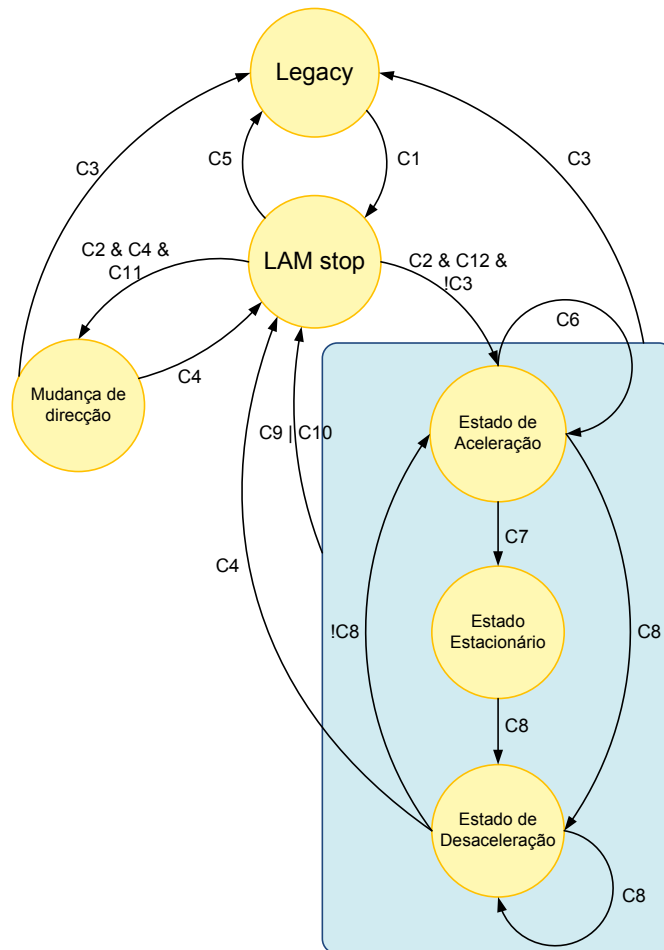 Legacy
C3
C5
C1
C3
C2 & C4 &
C11
LAM stop
C2 & C12 &
!C3
C6
Mudança de
direcção
C4
Estado de
Aceleração
C9 | C10
C7
C4
Estado
Estacionário
!C8
C8
C8
Estado de
Desaceleração
C8